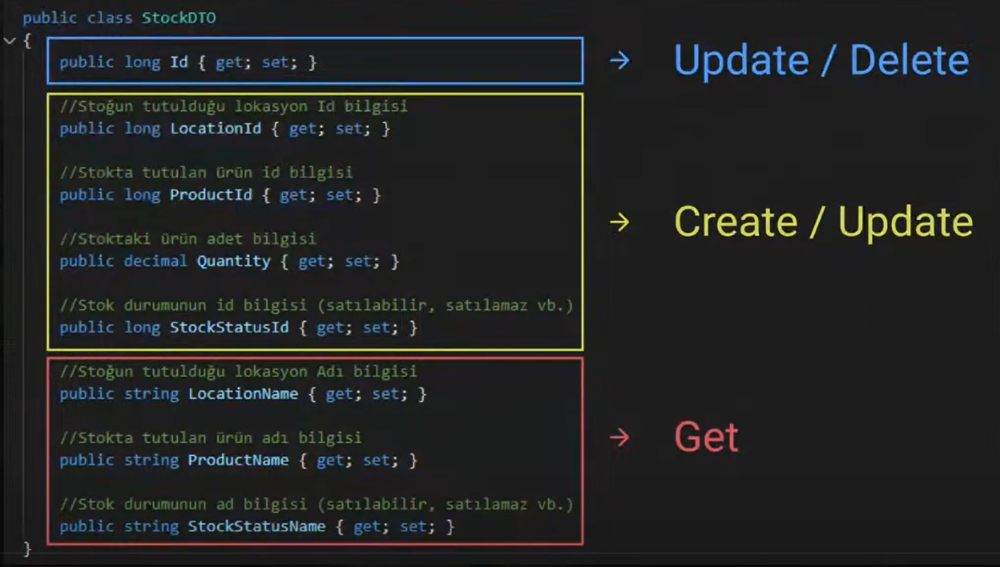 public class StockDTO
{
public long Id { get; set; }
→ Update / Delete
//Stoğun tutulduğu lokasyon Id bilgisi
public long LocationId { get; set; }
//Stokta tutulan ürün id bilgisi
public long ProductId { get; set; }
//Stoktaki ürün adet bilgisi
public decimal Quantity { get; set; }
//Stok durumunun id bilgisi (satılabilir, satılamaz vb.)
public long StockStatusId { get; set; }
→ Create / Update
//Stoğun tutulduğu lokasyon Adı bilgisi
public string LocationName { get; set; }
//Stokta tutulan ürün adı bilgisi
public string ProductName { get; set; }
//Stok durumunun ad bilgisi (satılabilir, satılamaz vb.)
public string StockStatusName { get; set; }
→ Get
}